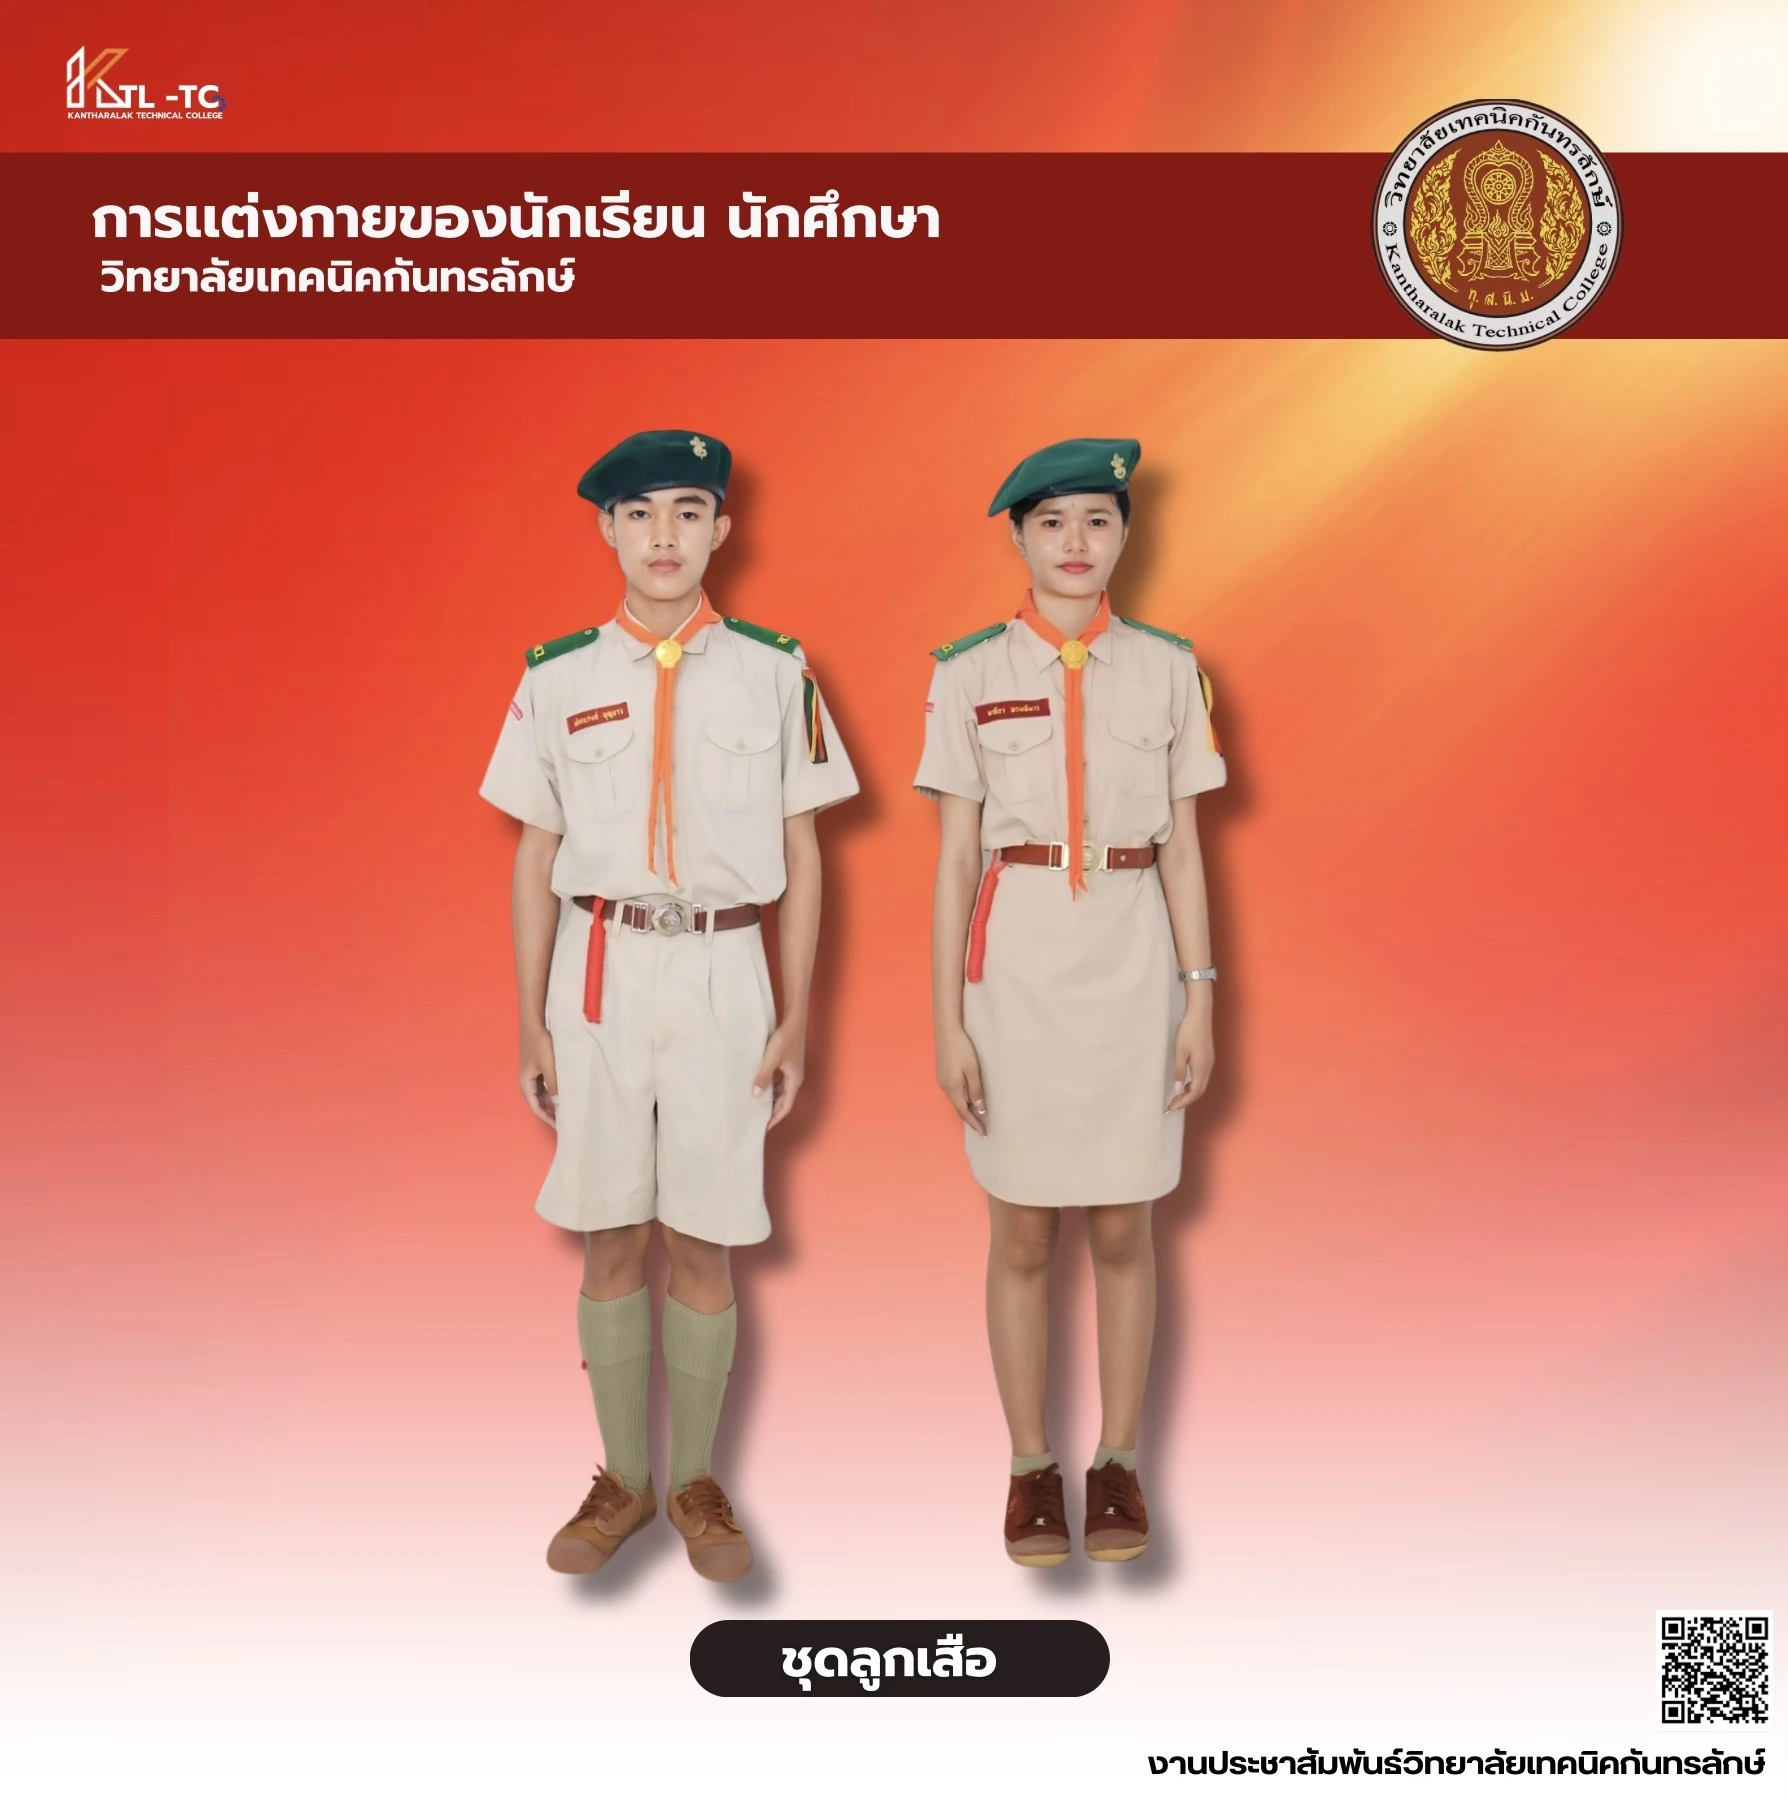 KTL -TC
KANTHARALAK TECHNICAL COLLEGE
การแต่งกายของนักเรียน นักศึกษา
วิทยาลัยเทคนิคกันทรลักษ์
วิทยาลัยเทคนิคกันทรลักษ์
ทุ. ส. นิ. ม.
Kantharalak Technical College
ชุดลูกเสือ
งานประชาสัมพันธ์วิทยาลัยเทคนิคกันทรลักษ์